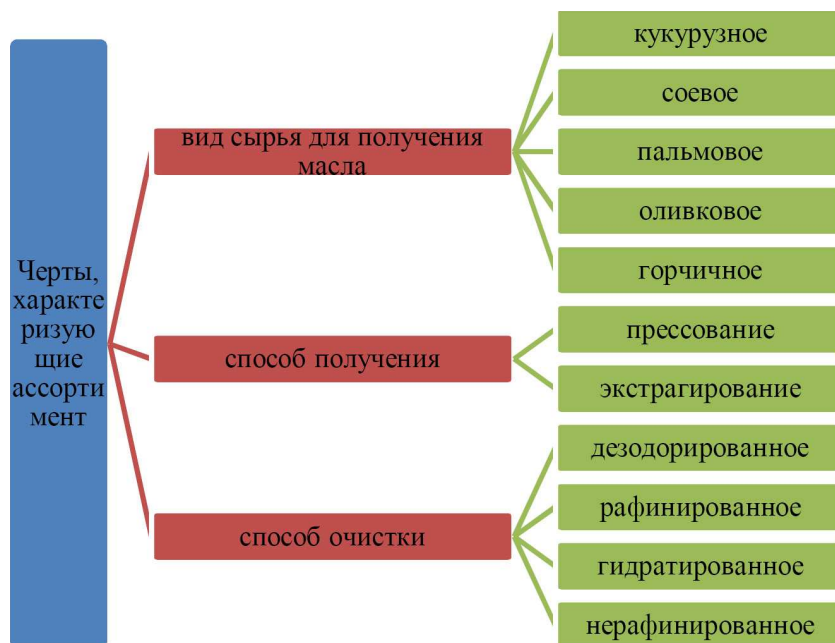 Черты,
характе
ризую
щие
ассорти
мент
вид сырья для получения
масла
способ получения
способ очистки
кукурузное
соевое
пальмовое
оливковое
горчичное
прессование
экстрагирование
дезодорированное
рафинированное
гидратированное
нерафинированное